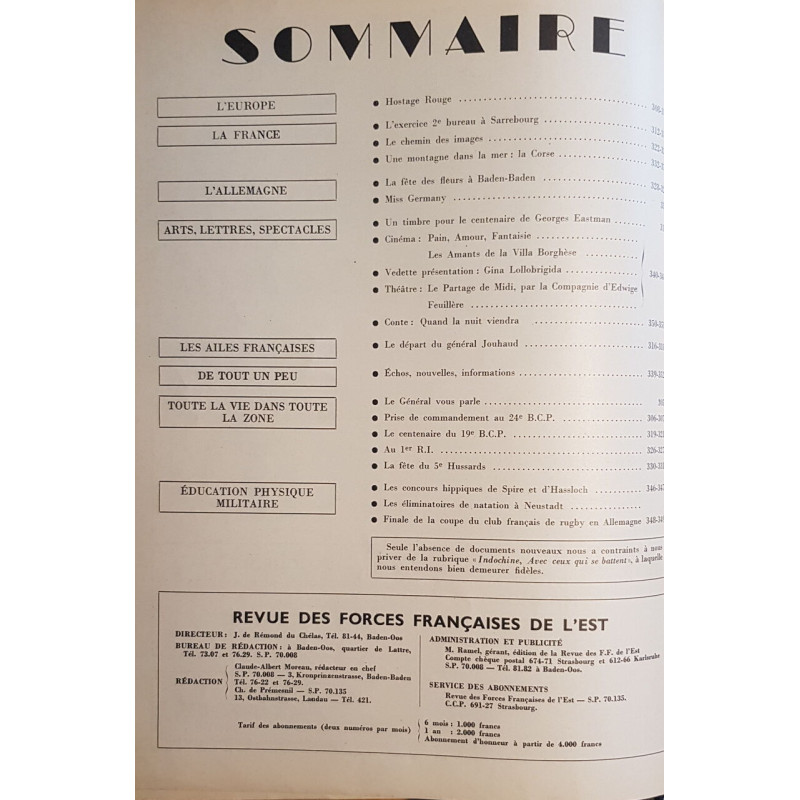 SOMMAIRE
L'EUROPE
● Hostage Rouge
LA FRANCE
● L'exercice 2e bureau à Sarrebourg
● Le chemin des images
● Une montagne dans la mer : la Corse
L'ALLEMAGNE
● La fête des fleurs à Baden-Baden
● Miss Germany
ARTS, LETTRES, SPECTACLES
● Un timbre pour le centenaire de Georges Eastman
● Cinéma : Pain, Amour, Fantaisie
Les Amants de la Villa Borghèse
● Vedette présentation : Gina Lollobrigida
● Théâtre : Le Partage de Midi, par la Compagnie d'Edwige
Feuillère
● Conte : Quand la nuit viendra
LES AILES FRANÇAISES
● Le départ du général Jouhaud
DE TOUT UN PEU
● Échos, nouvelles, informations
TOUTE LA VIE DANS TOUTE
LA ZONE
● Le Général vous parle
● Prise de commandement au 24e B.C.P.
● Le centenaire du 19e B.C.P.
● Au 1er R.I.
● La fête du 5e Hussards
ÉDUCATION PHYSIQUE
MILITAIRE
● Les concours hippiques de Spire et d'Hassloch
● Les éliminatoires de natation à Neustadt
● Finale de la coupe du club français de rugby en Allemagne
Seule l'absence de documents nouveaux nous a contraints à nous
priver de la rubrique « Indochine, Avec ceux qui se battent », à laquelle
nous entendons bien demeurer fidèles.
REVUE DES FORCES FRANÇAISES DE L'EST
DIRECTEUR : J. de Rémond du Chélas, Tél. 81-44, Baden-Oos
BUREAU DE RÉDACTION : à Baden-Oos, quartier de Lattre,
Tél. 73.07 et 76.29. S.P. 70.008
RÉDACTION
Claude-Albert Moreau, rédacteur en chef
S.P. 70.008 — 3, Kronprinzenstrasse, Baden-Baden
Tél. 76-22 et 76-29.
Ch. de Prémesnil — S.P. 70.135
13, Ostbahnstrasse, Landau — Tél. 421.
ADMINISTRATION ET PUBLICITÉ
M. Ramel, gérant, édition de la Revue des F.F. de l'Est
Compte chèque postal 674-71 Strasbourg et 612-66 Karlsruhe
S.P. 70.008 — Tél. 81.82 à Baden-Oos.
SERVICE DES ABONNEMENTS
Revue des Forces Françaises de l'Est — S.P. 70.135.
C.C.P. 691-27 Strasbourg.
Tarif des abonnements (deux numéros par mois)
6 mois : 1.000 francs
1 an : 2.000 francs
Abonnement d'honneur à partir de 4.000 francs